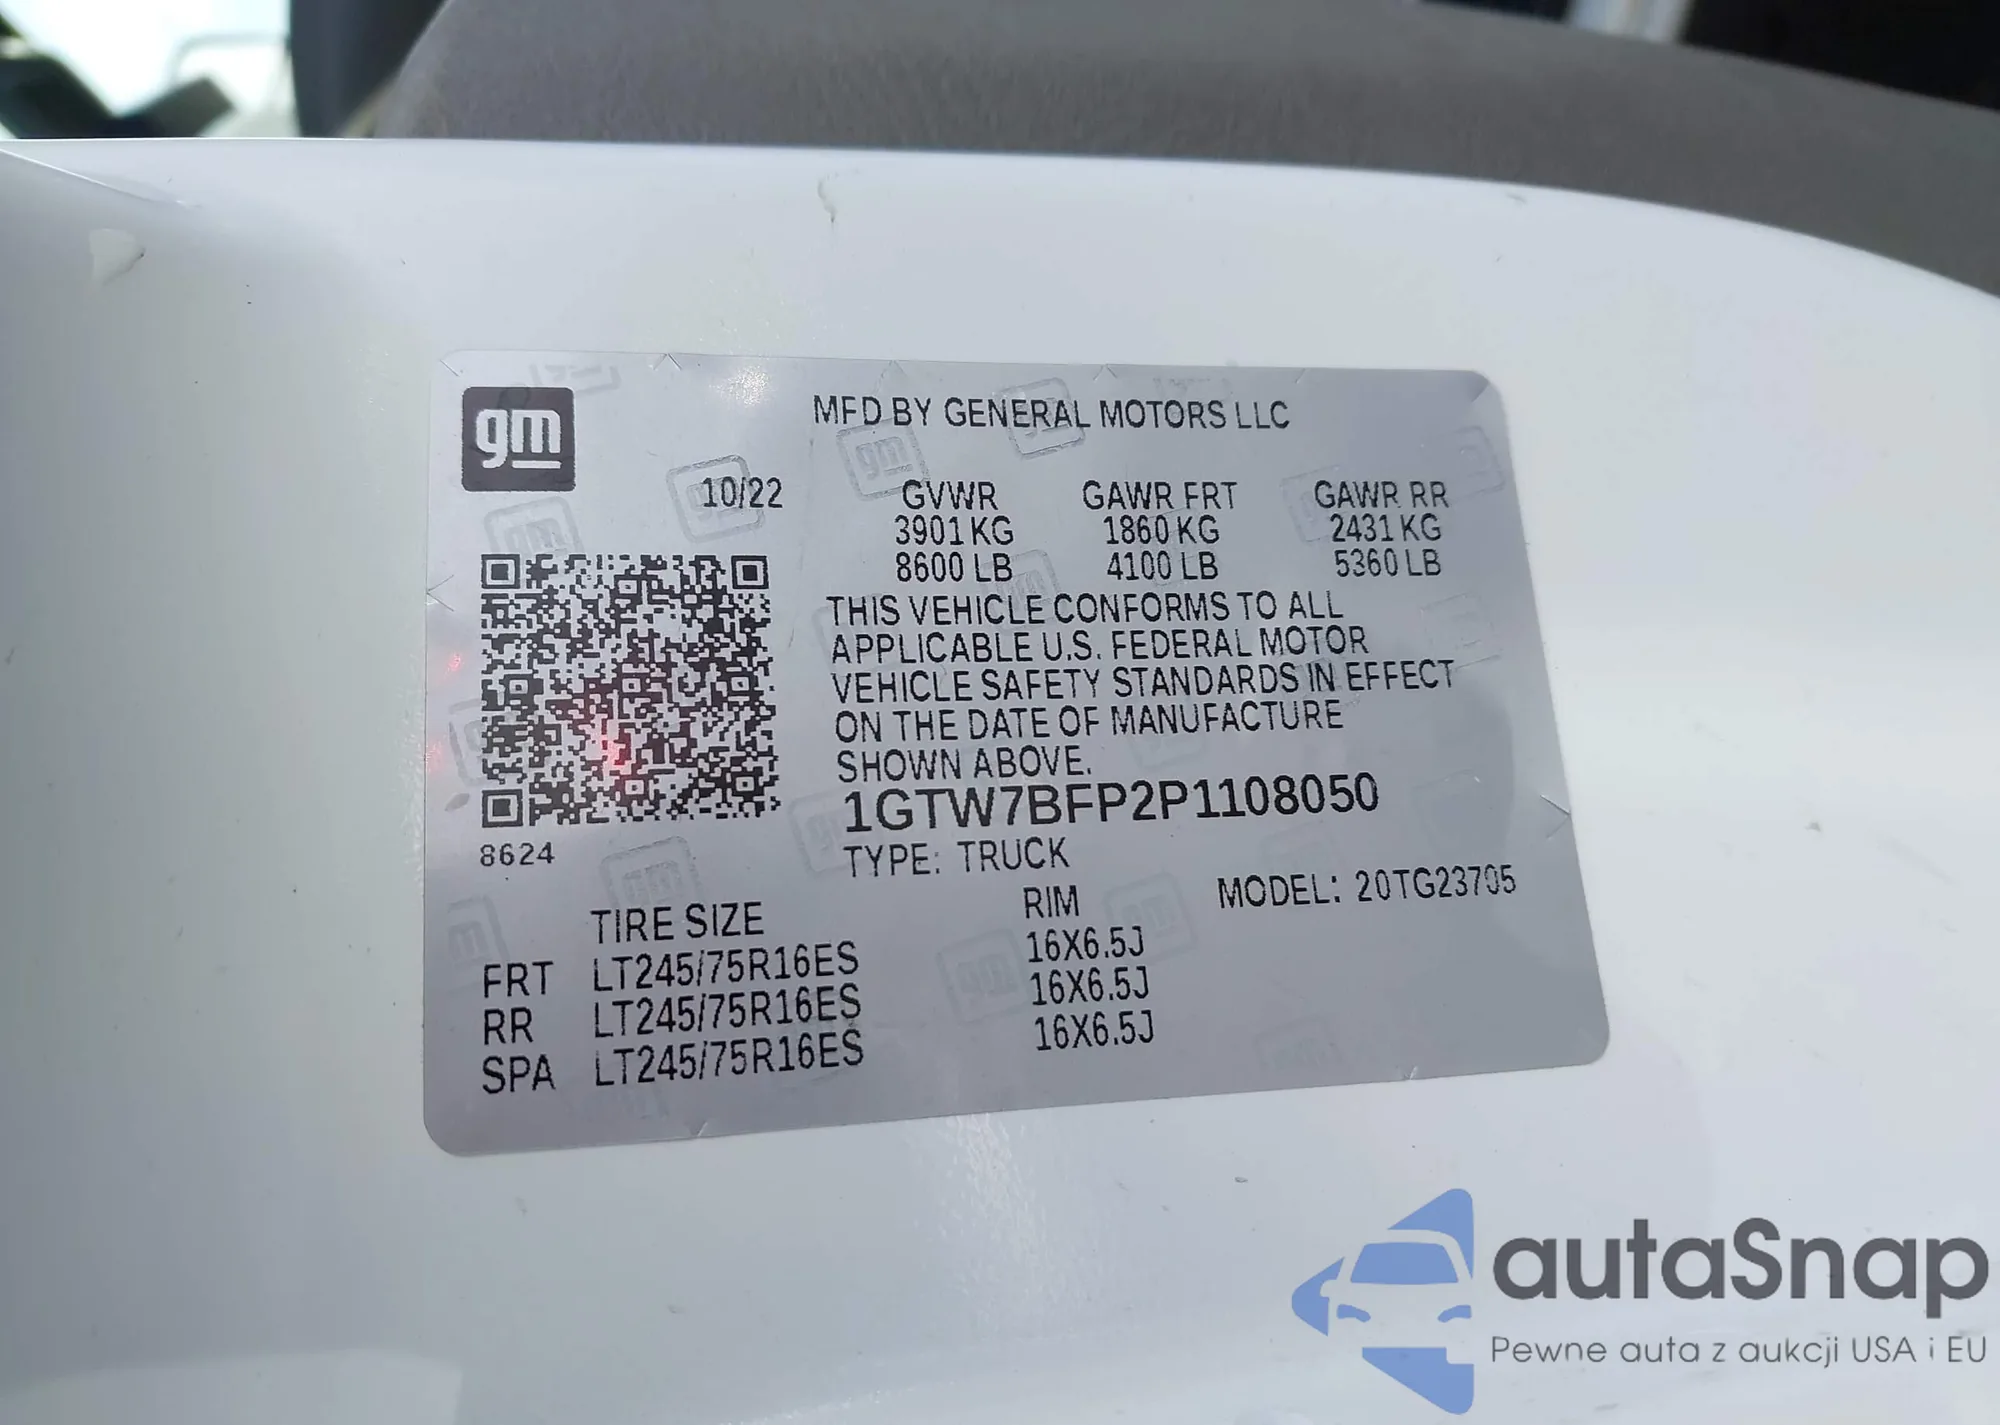 gm
MFD BY GENERAL MOTORS LLC
10/22 GVWR GAWR FRT GAWR RR
3901 KG 1860 KG 2431 KG
8600 LB 4100 LB 5360 LB
THIS VEHICLE CONFORMS TO ALL
APPLICABLE U.S. FEDERAL MOTOR
VEHICLE SAFETY STANDARDS IN EFFECT
ON THE DATE OF MANUFACTURE
SHOWN ABOVE.
1GTW7BFP2P1108050
8624
TYPE: TRUCK
TIRE SIZE RIM MODEL: 20TG23705
FRT LT245/75R16ES 16X6.5J
RR LT245/75R16ES 16X6.5J
SPA LT245/75R16ES 16X6.5J
autaSnap
Pewne auta z aukcji USA i EU